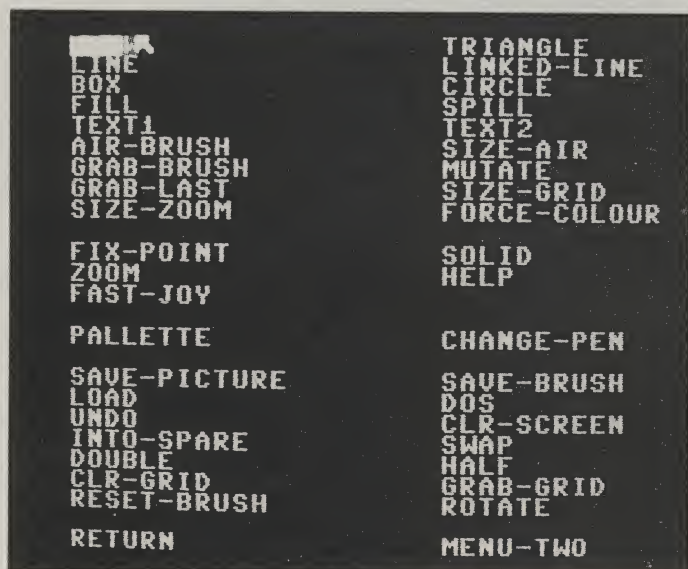 TRIANGLE
LINE LINKED-LINE
BOX CIRCLE
FILL SPILL
TEXT1 TEXT2
AIR-BRUSH SIZE-AIR
GRAB-BRUSH MUTATE
GRAB-LAST SIZE-GRID
SIZE-ZOOM FORCE-COLOUR
FIX-POINT SOLID
ZOOM HELP
FAST-JOY
PALLETTE CHANGE-PEN
SAVE-PICTURE SAVE-BRUSH
LOAD DOS
UNDO CLR-SCREEN
INTO-SPARE SWAP
DOUBLE HALF
CLR-GRID GRAB-GRID
RESET-BRUSH ROTATE
RETURN MENU-TWO